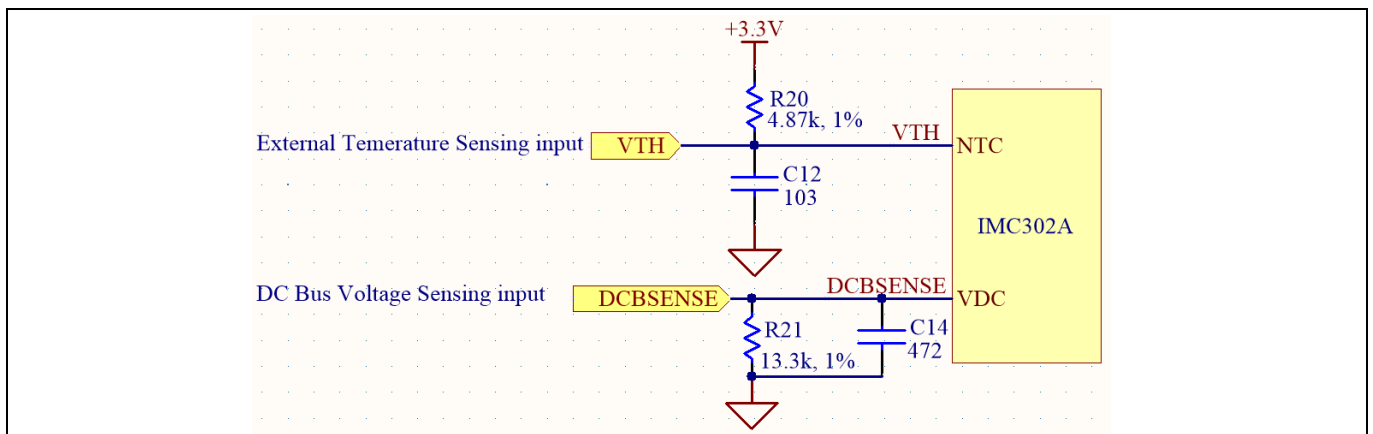 +3.3V
R20
4.87k, 1%
External Temerature Sensing input
VTH
VTH
NTC
C12
103
IMC302A
DC Bus Voltage Sensing input
DCBSENSE
DCBSENSE
VDC
R21
13.3k, 1%
C14
472